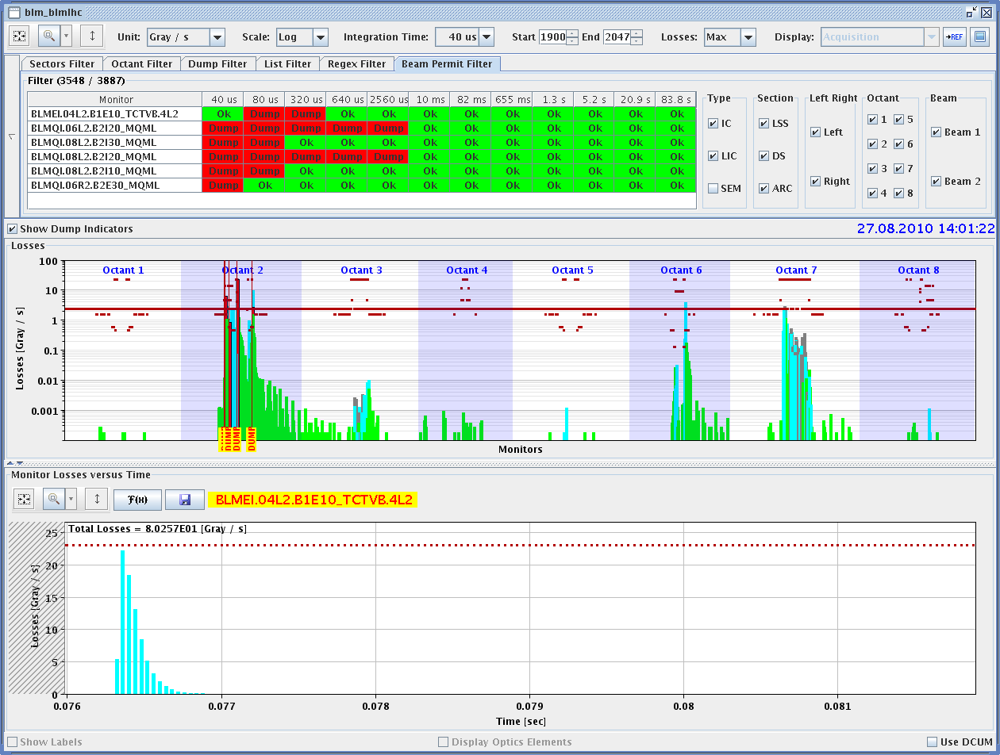 blm_blmlhc
Unit: Gray / s Scale: Log Integration Time: 40 us Start 1900 End 2047 Losses: Max Display: Acquisition →REF
Sectors Filter Octant Filter Dump Filter List Filter Regex Filter Beam Permit Filter
Filter (3548 / 3887)
Monitor 40 us 80 us 320 us 640 us 2560 us 10 ms 82 ms 655 ms 1.3 s 5.2 s 20.9 s 83.8 s
BLMEI.04L2.B1E10_TCTVB.4L2 Ok Dump Dump Ok Ok Ok Ok Ok Ok Ok Ok Ok
BLMQI.06L2.B2I20_MQML Dump Dump Dump Dump Dump Ok Ok Ok Ok Ok Ok Ok
BLMQI.08L2.B2I30_MQML Dump Dump Ok Ok Ok Ok Ok Ok Ok Ok Ok Ok
BLMQI.08L2.B2I20_MQML Dump Dump Dump Dump Dump Ok Ok Ok Ok Ok Ok Ok
BLMQI.08L2.B2I10_MQML Dump Dump Ok Ok Ok Ok Ok Ok Ok Ok Ok Ok
BLMQI.06R2.B2E30_MQML Dump Ok Ok Ok Ok Ok Ok Ok Ok Ok Ok Ok
Type Section Left Right Octant Beam
IC LSS Left 1 5 Beam 1
LIC DS 2 6
SEM ARC Right 3 7 Beam 2
4 8
Show Dump Indicators 27.08.2010 14:01:22
Losses
Octant 1 Octant 2 Octant 3 Octant 4 Octant 5 Octant 6 Octant 7 Octant 8
Losses [Gray / s]
100
10
1
0.1
0.01
0.001
DUMP DUMP DUMP
Monitors
Monitor Losses versus Time
F(x) BLMEI.04L2.B1E10_TCTVB.4L2
Total Losses = 8.0257E01 [Gray / s]
Losses [Gray / s]
25
20
15
10
5
0
0.076 0.077 0.078 0.079 0.08 0.081
Time [sec]
Show Labels Display Optics Elements Use DCUM